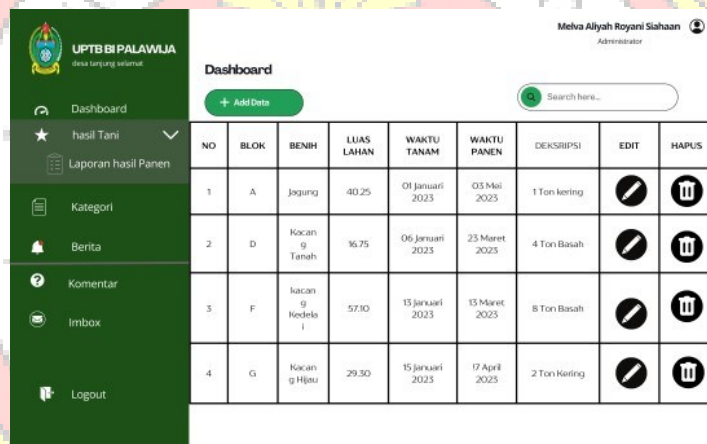 UPTB BI PALAWIJA
desa tanjung selamat
Dashboard
hasil Tani
Laporan hasil Panen
Kategori
Berita
Komentar
Imbox
Logout
Melva Aliyah Royani Siahaan
Administrator
Dashboard
+ Add Data
Search here...
NO BLOK BENIH LUAS LAHAN WAKTU TANAM WAKTU PANEN DEKSRIPSI EDIT HAPUS
1 A Jagung 40.25 01 Januari 2023 03 Mei 2023 1 Ton kering
2 D Kacan g Tanah 16.75 06 Januari 2023 23 Maret 2023 4 Ton Basah
3 F kacan g Kedela i 57.10 13 Januari 2023 13 Maret 2023 8 Ton Basah
4 G Kacan g Hijau 29.30 15 Januari 2023 17 April 2023 2 Ton Kering